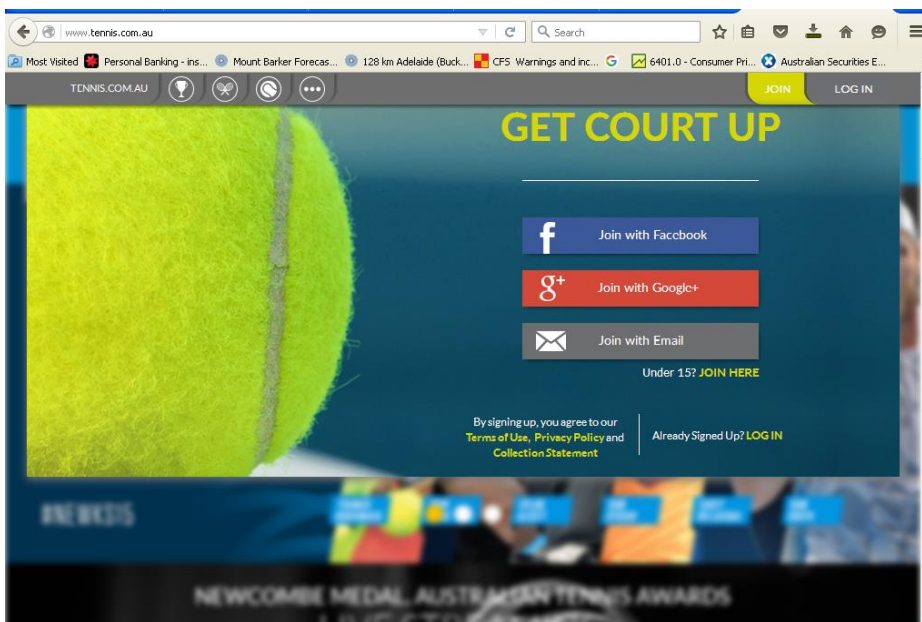 www.tennis.com.au
Search
Most Visited Personal Banking - ins... Mount Barker Forecas... 128 km Adelaide (Buck... CFS Warnings and inc... 6401.0 - Consumer Pri... Australian Securities E...
TENNIS.COM.AU JOIN LOG IN
GET COURT UP
f Join with Facebook
g+ Join with Google+
Join with Email
Under 15? JOIN HERE
By signing up, you agree to our
Terms of Use, Privacy Policy and
Collection Statement
Already Signed Up? LOG IN
#NEWKS15
NEWCOMBE MEDAL, AUSTRALIAN TENNIS AWARDS